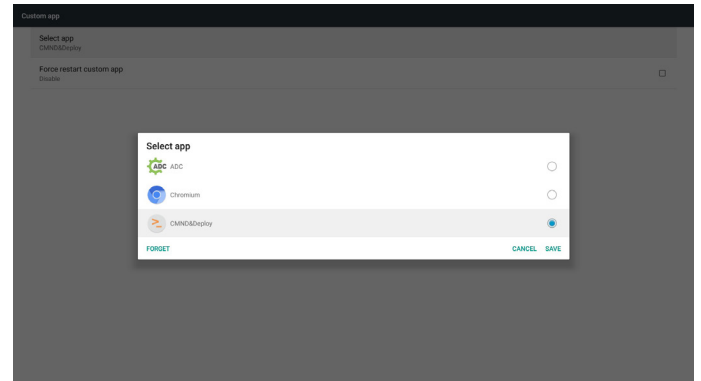 Custom app
Select app
CMND&Deploy
Force restart custom app
Disable
Select app
ADC ADC
Chromium
CMND&Deploy
FORGET CANCEL SAVE